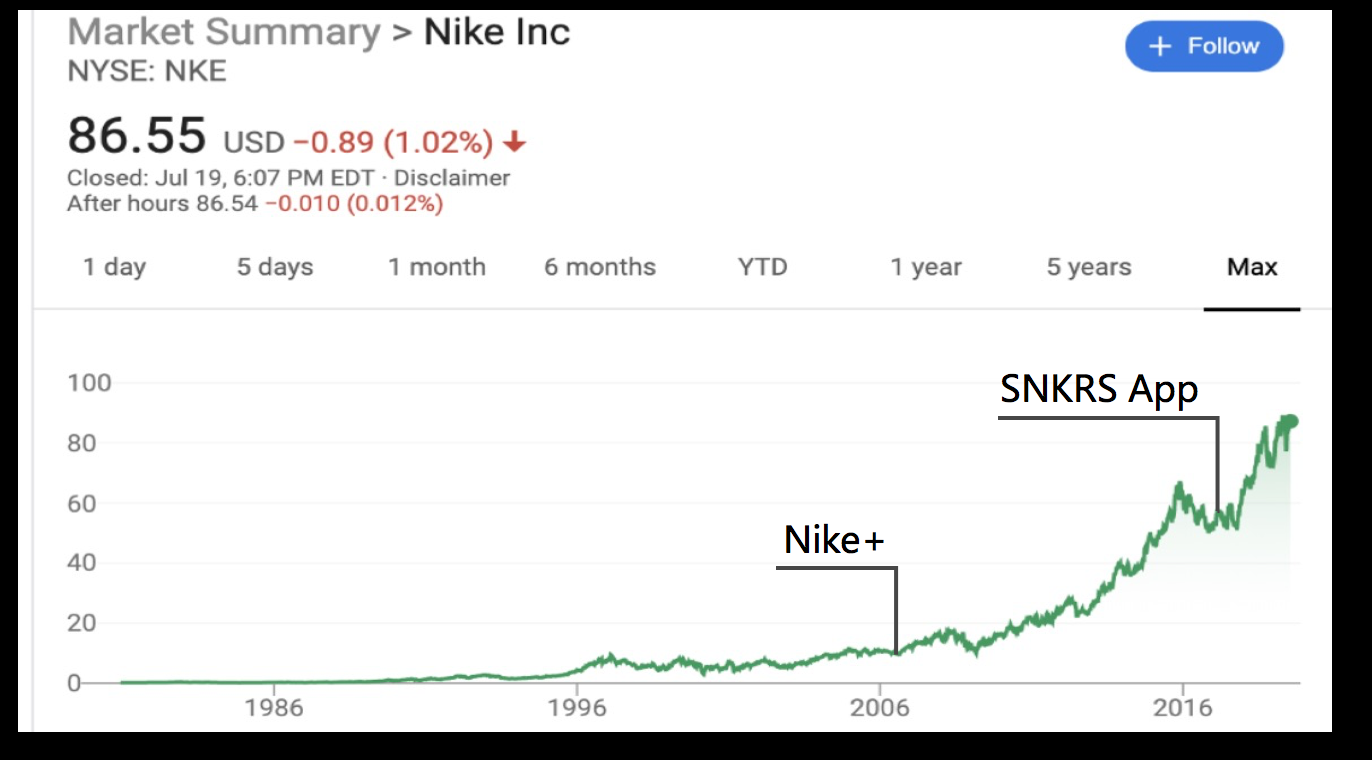 Market Summary > Nike Inc
+ Follow
NYSE: NKE
86.55 USD −0.89 (1.02%) ↓
Closed: Jul 19, 6:07 PM EDT · Disclaimer
After hours 86.54 −0.010 (0.012%)
1 day 5 days 1 month 6 months YTD 1 year 5 years Max
100
SNKRS App
80
60
Nike+
40
20
0
1986 1996 2006 2016